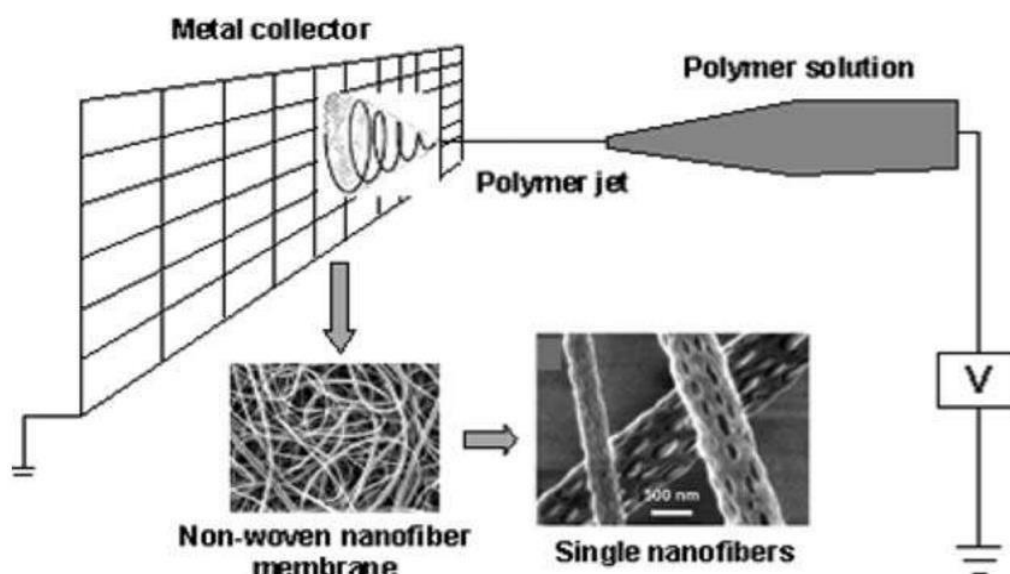 Metal collector
Polymer solution
Polymer jet
V
500 nm
Non-woven nanofiber
membrane
Single nanofibers